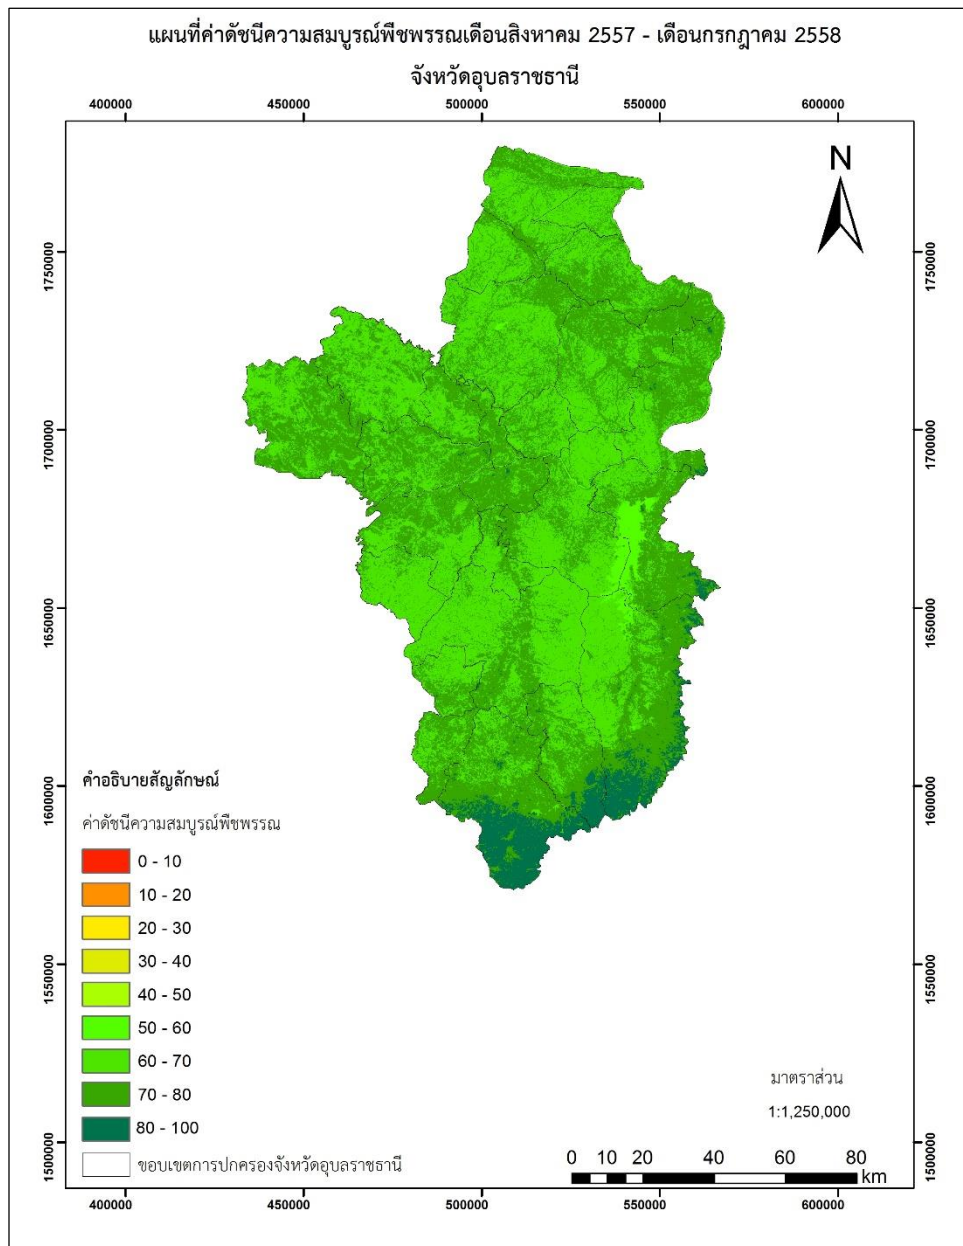 แผนที่ค่าดัชนีความสมบูรณ์พืชพรรณเดือนสิงหาคม 2557 - เดือนกรกฎาคม 2558
จังหวัดอุบลราชธานี
400000 450000 500000 550000 600000
N
1750000 1750000
1700000 1700000
1650000 1650000
1600000 1600000
1550000 1550000
1500000 1500000
คำอธิบายสัญลักษณ์
ค่าดัชนีความสมบูรณ์พืชพรรณ
0 - 10
10 - 20
20 - 30
30 - 40
40 - 50
50 - 60
60 - 70
70 - 80
80 - 100
ขอบเขตการปกครองจังหวัดอุบลราชธานี
มาตราส่วน
1:1,250,000
0 10 20 40 60 80
km
400000 450000 500000 550000 600000